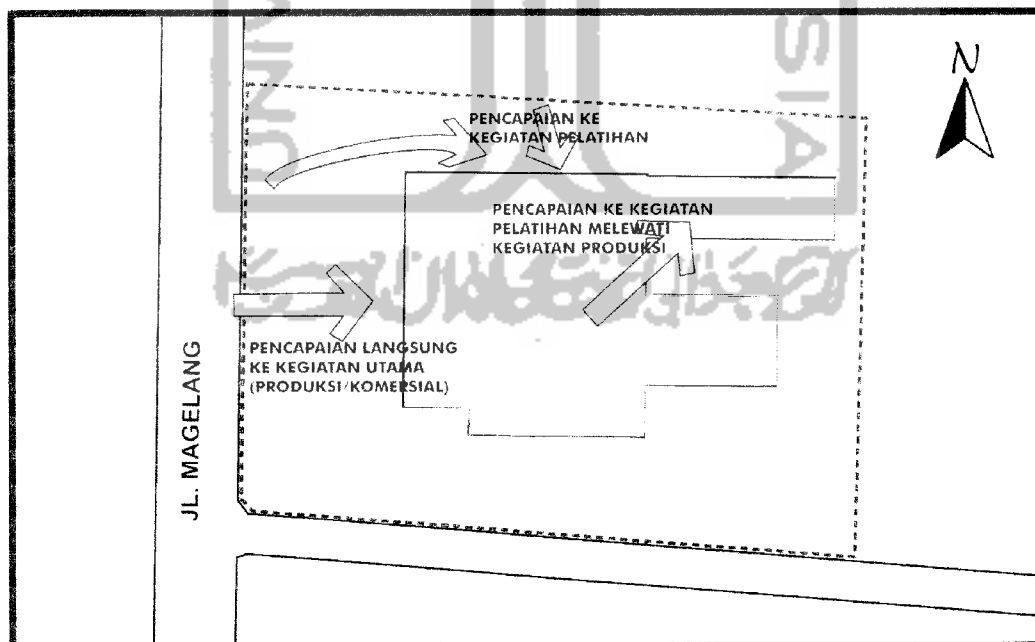 N
PENCAPAIAN KE
KEGIATAN PELATIHAN
PENCAPAIAN KE KEGIATAN
PELATIHAN MELEWATI
KEGIATAN PRODUKSI
PENCAPAIAN LANGSUNG
KE KEGIATAN UTAMA
(PRODUKSI/KOMERSIAL)
JL. MAGELANG